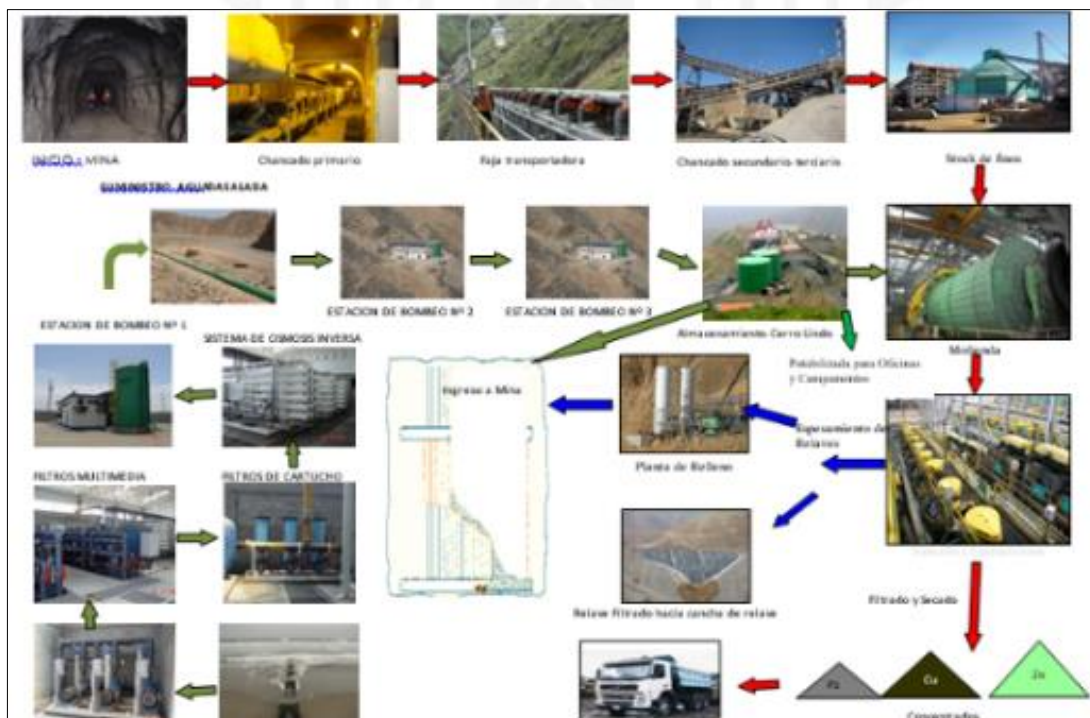 INICIO : MINA
Chancado primario
Faja transportadora
Chancado secundario-terciario
Stock de finos
SUMINISTRO AGUA DESALADA
ESTACION DE BOMBEO Nº 1
ESTACION DE BOMBEO Nº 2
ESTACION DE BOMBEO Nº 3
Almacenamiento Cerro Lindo
Molienda
SISTEMA DE OSMOSIS INVERSA
Potabilizada para Oficinas
y Campamentos
Ingreso a Mina
Espesamiento de
Relaves
Planta de Relleno
FILTROS MULTIMEDIA
FILTROS DE CARTUCHO
Relave Filtrado hacia cancha de relave
Filtrado y Secado
Cu
Zn
Concentrados